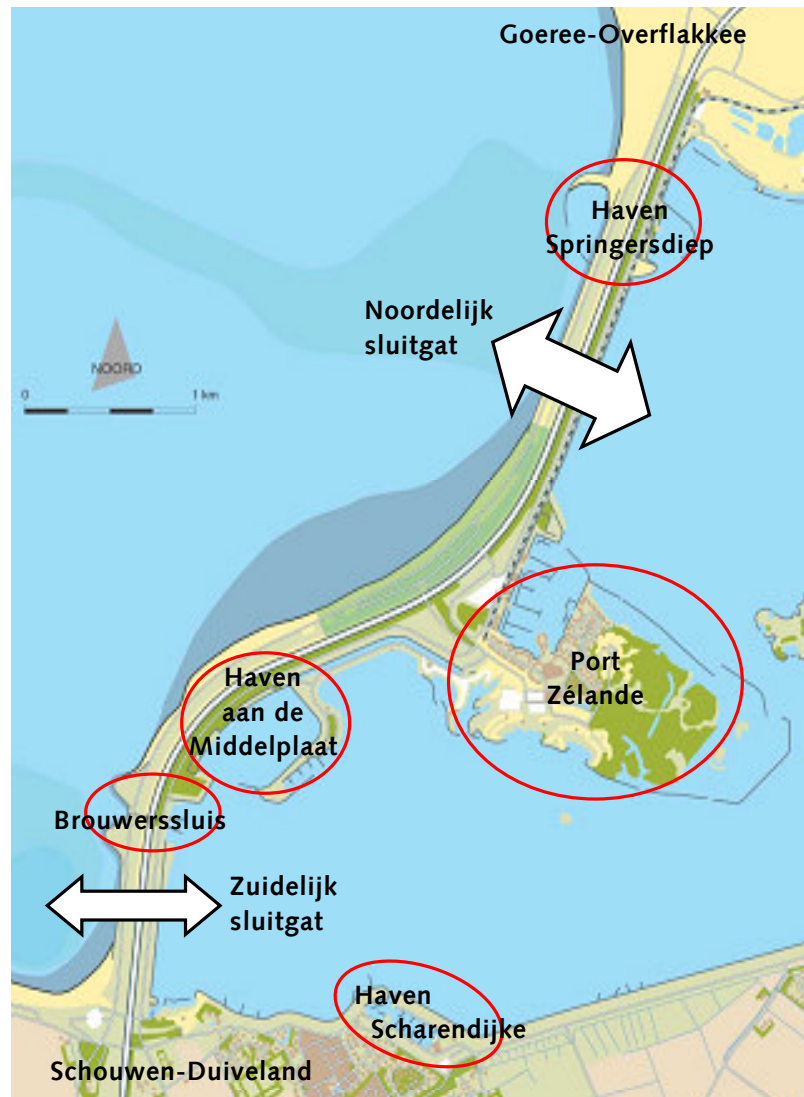 Goeree-Overflakkee
Haven
Springersdiep
Noordelijk
sluitgat
NOORD
0 1 km
Port
Zélande
Haven
aan de
Middelplaat
Brouwerssluis
Zuidelijk
sluitgat
Haven
Scharendijke
Schouwen-Duiveland